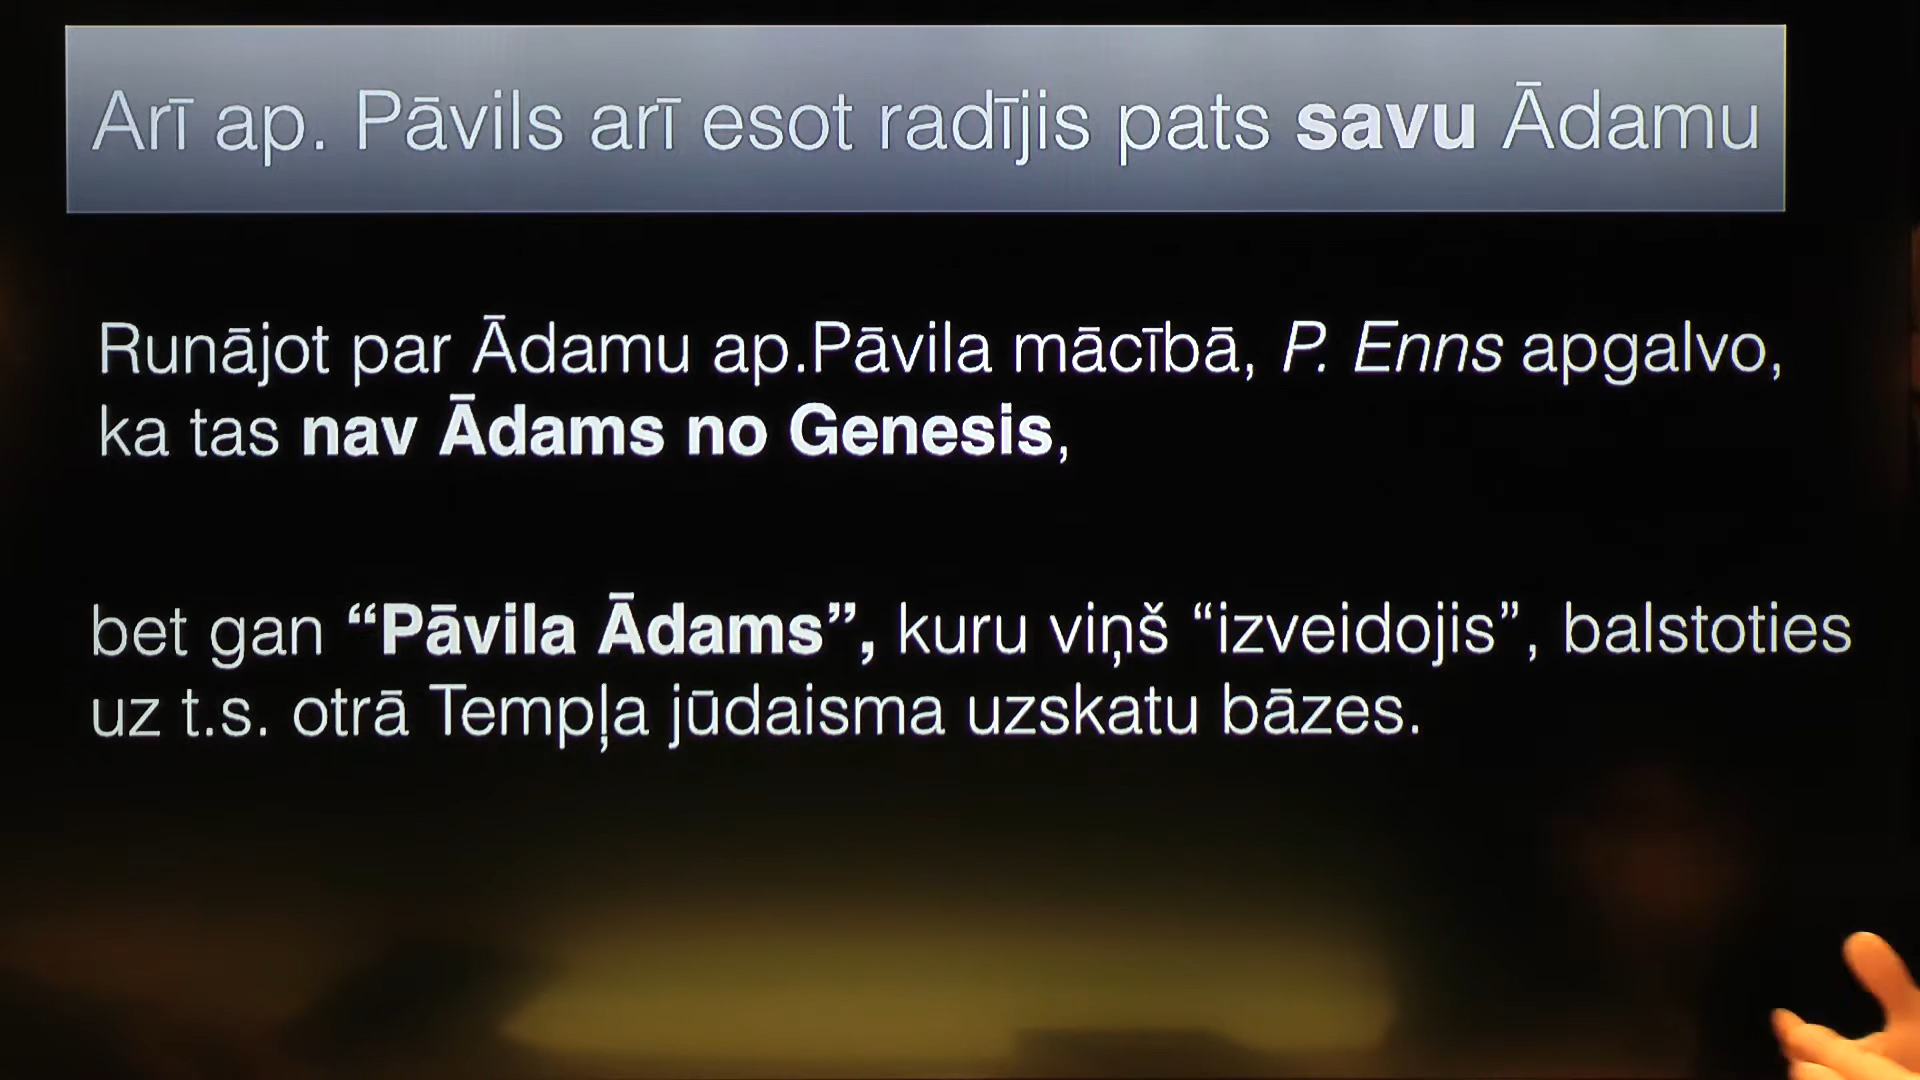 Arī ap. Pāvils arī esot radījis pats savu Ādamu
Runājot par Ādamu ap.Pāvila mācībā, P. Enns apgalvo,
ka tas nav Ādams no Genesis,
bet gan “Pāvila Ādams”, kuru viņš “izveidojis”, balstoties
uz t.s. otrā Tempļa jūdaisma uzskatu bāzes.